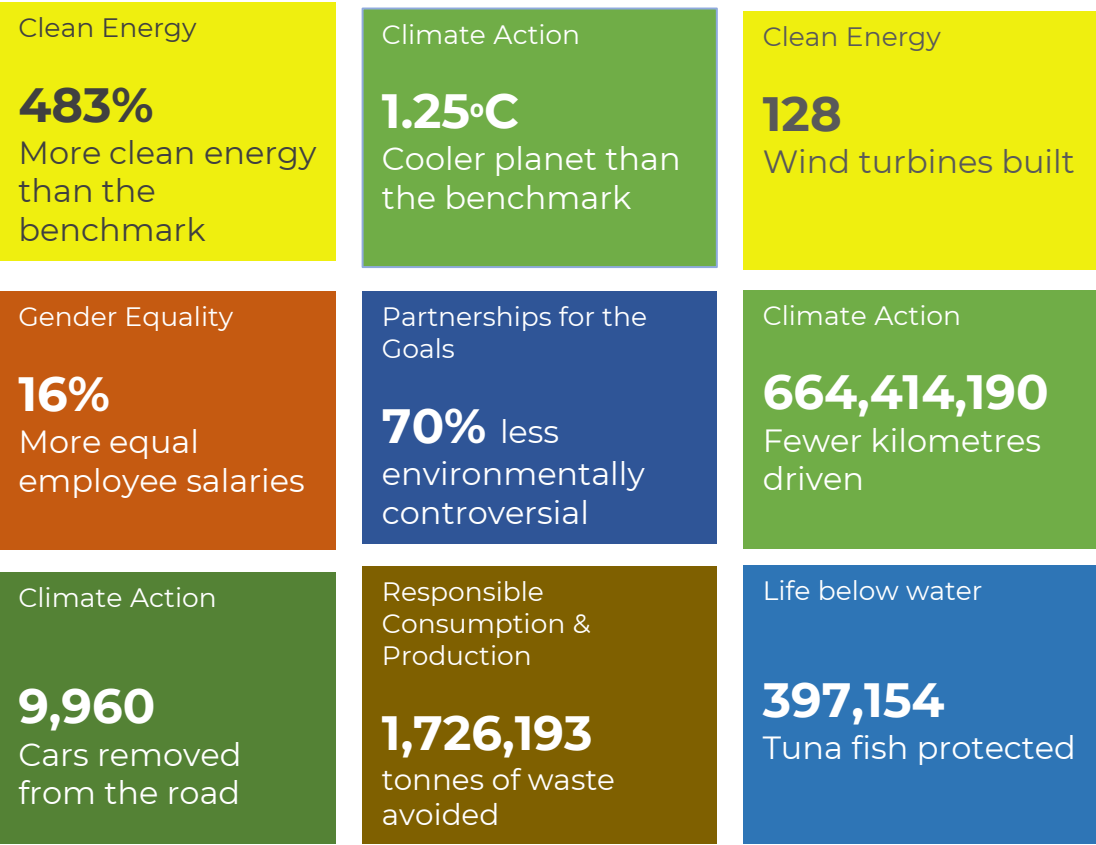 Clean Energy
483%
More clean energy
than the
benchmark
Climate Action
1.25ºC
Cooler planet than
the benchmark
Clean Energy
128
Wind turbines built
Gender Equality
16%
More equal
employee salaries
Partnerships for the
Goals
70% less
environmentally
controversial
Climate Action
664,414,190
Fewer kilometres
driven
Climate Action
9,960
Cars removed
from the road
Responsible
Consumption &
Production
1,726,193
tonnes of waste
avoided
Life below water
397,154
Tuna fish protected